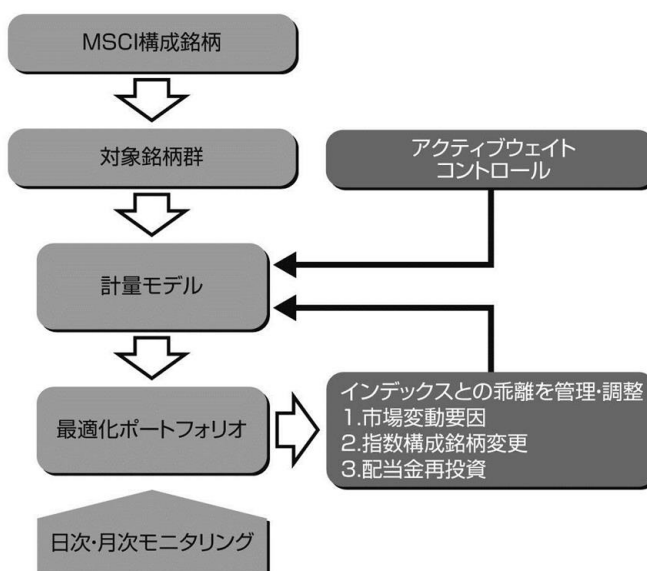 MSCI構成銘柄
対象銘柄群
アクティブウェイト
コントロール
計量モデル
最適化ポートフォリオ
インデックスとの乖離を管理・調整
1.市場変動要因
2.指数構成銘柄変更
3.配当金再投資
日次・月次モニタリング